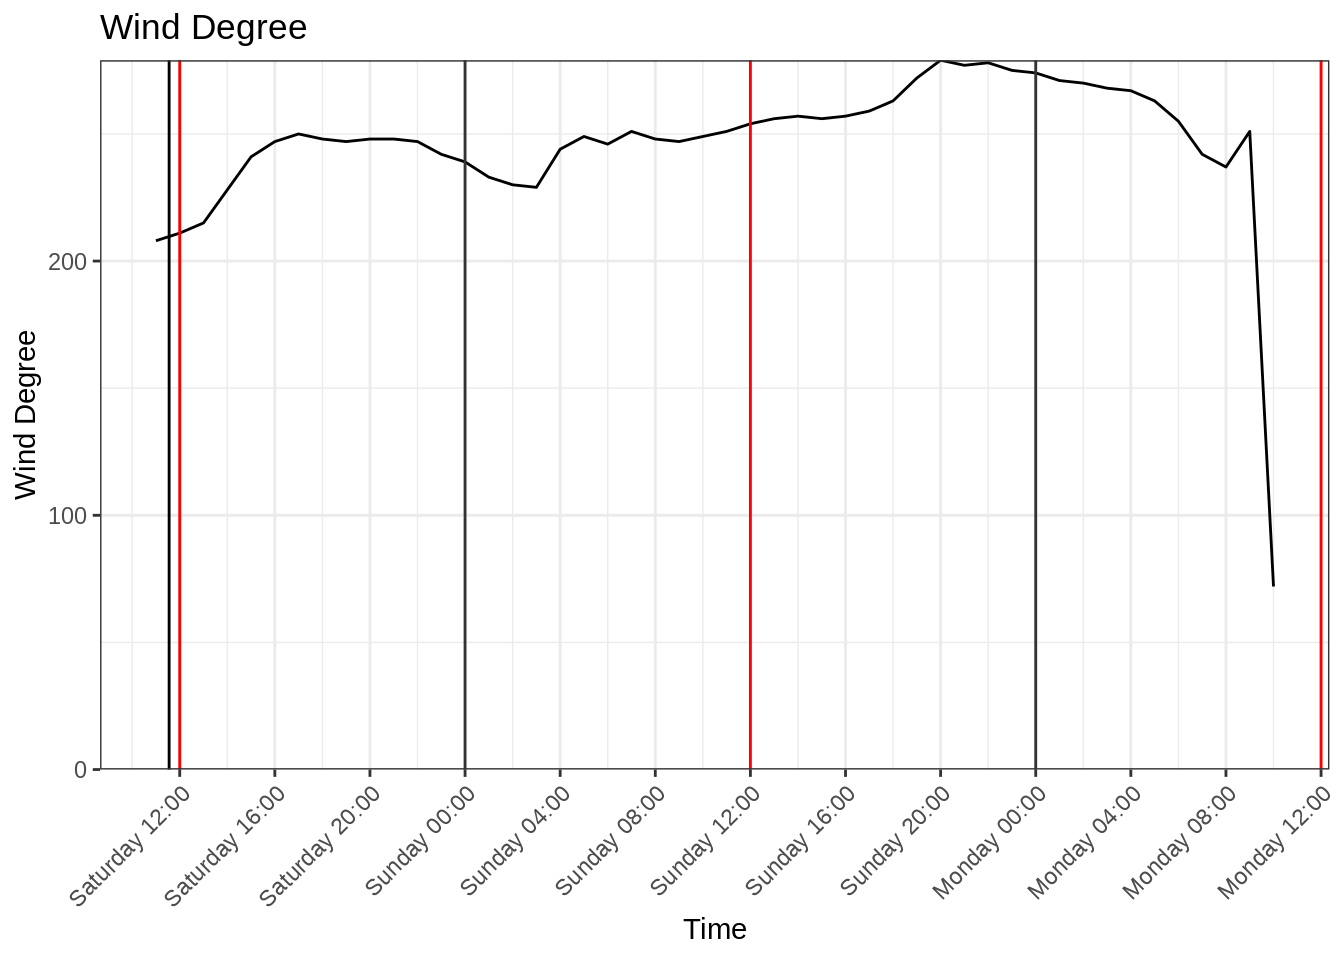 Wind Degree
Wind Degree
200
100
0
Saturday 12:00
Saturday 16:00
Saturday 20:00
Sunday 00:00
Sunday 04:00
Sunday 08:00
Sunday 12:00
Sunday 16:00
Sunday 20:00
Monday 00:00
Monday 04:00
Monday 08:00
Monday 12:00
Time